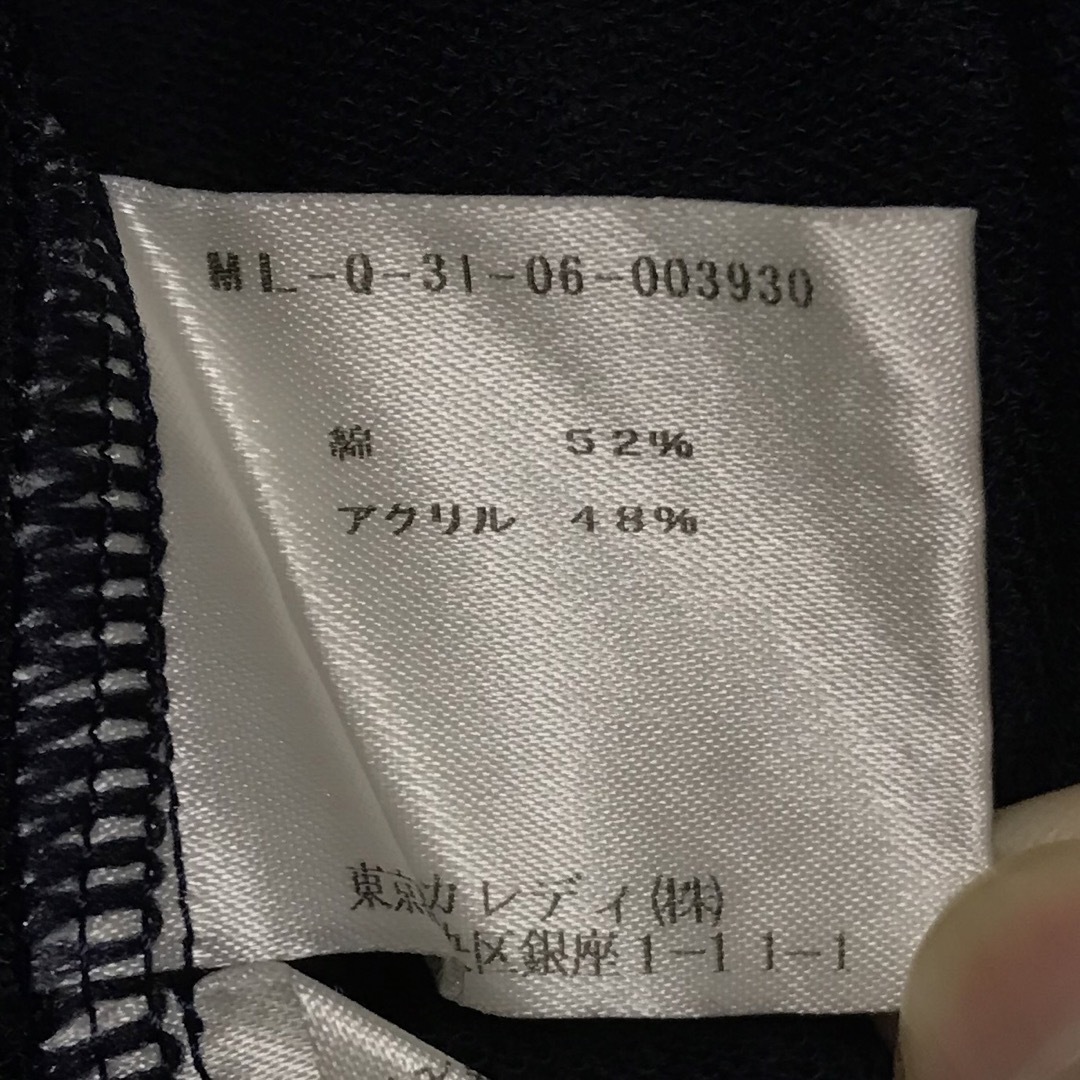 ML-Q-31-06-003930
綿 52%
アクリル 48%
東京カレディ(株)
区銀座1-11-1